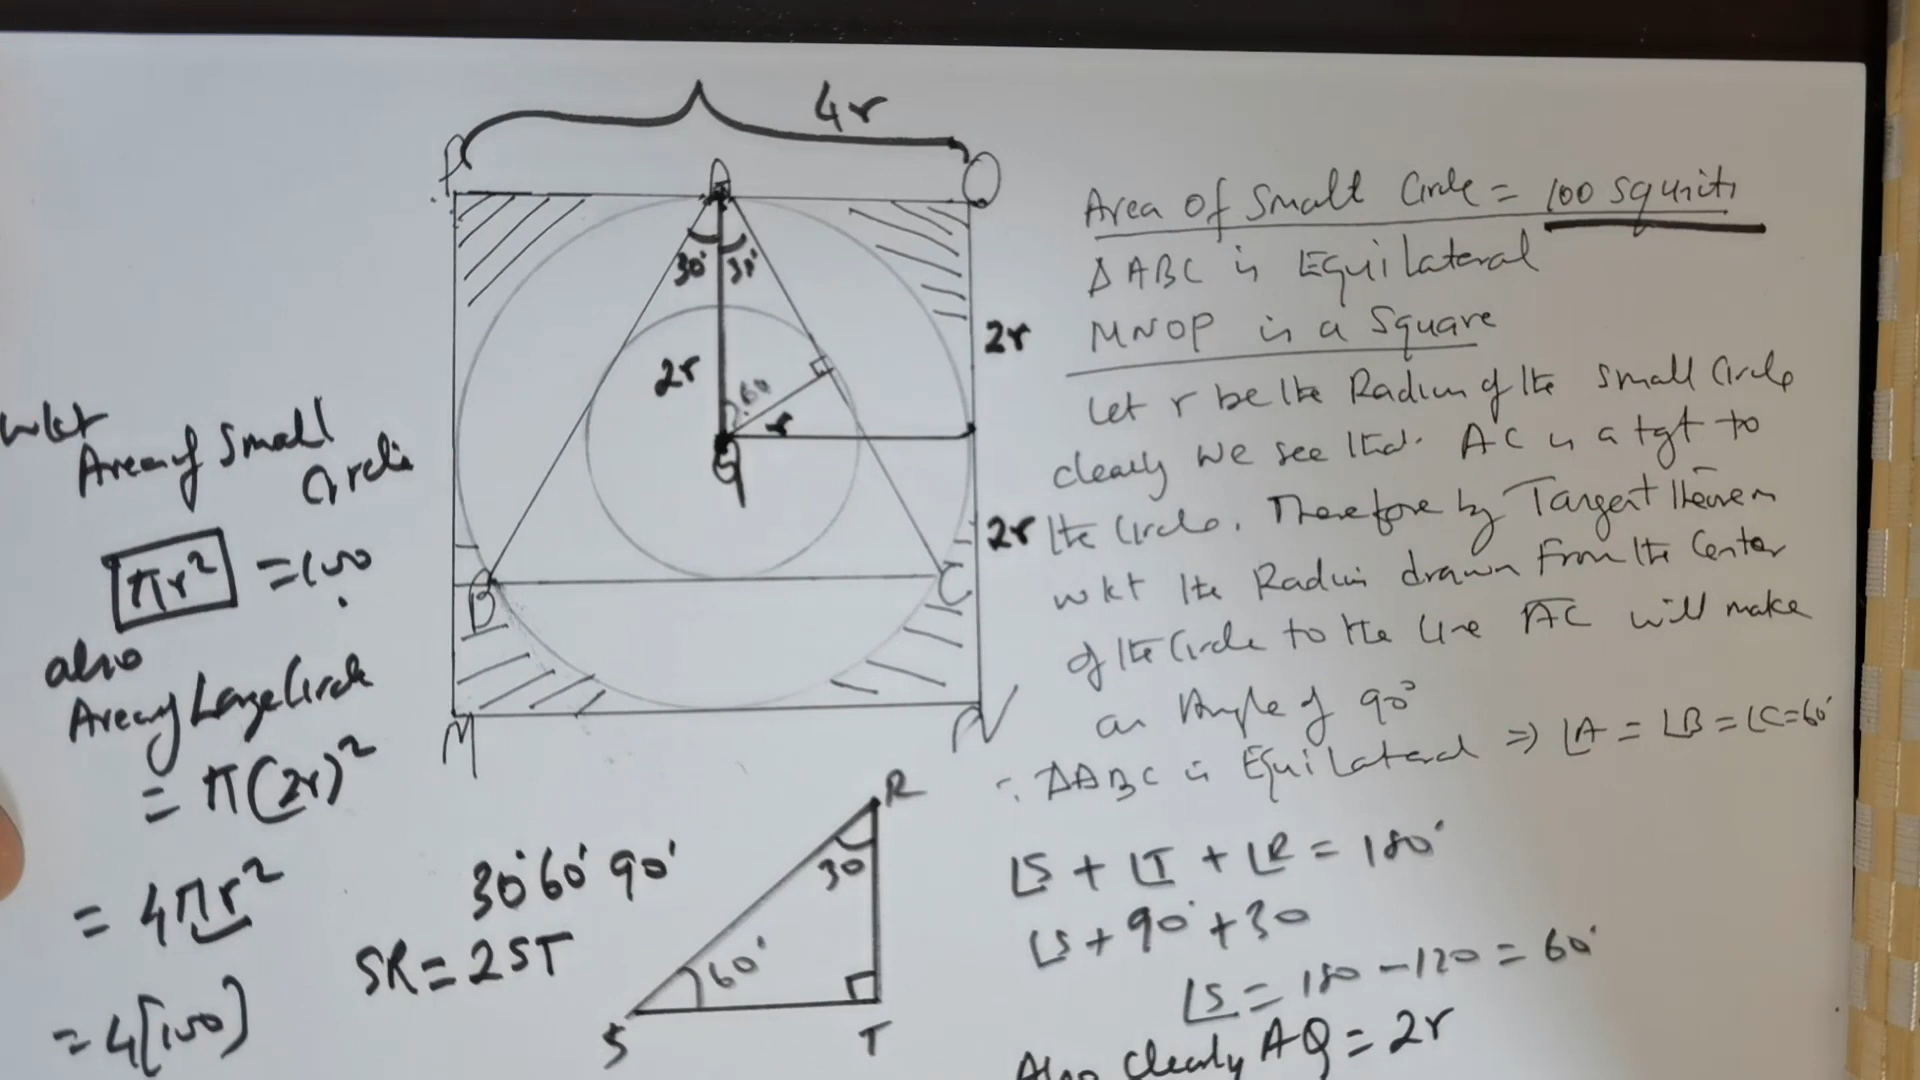 4r
P
A
O
30° 30°
2r
60
r
Q
2r
2r
B
C
M
N
Area of Small Circle = 100 squnits
∆ABC is Equilateral
MNOP is a Square
Let r be the Radius of the small circle
clearly we see that AC is a tgt to
the circle. Therefore by Tangent theorem
wkt the Radius drawn from the Center
of the circle to the line AC will make
an Angle of 90°
∴ ∆ABC is Equilateral ⇒ ∠A = ∠B = ∠C = 60°
∠S + ∠T + ∠R = 180°
∠S + 90° + 30
∠S = 180 - 120 = 60°
Also clearly AQ = 2r
wkt
Area of Small
Circle
πr² = 100
also
Area of Large Circle
= π(2r)²
= 4πr²
= 4[100]
30° 60° 90°
SR = 2ST
R
30
60°
S
T